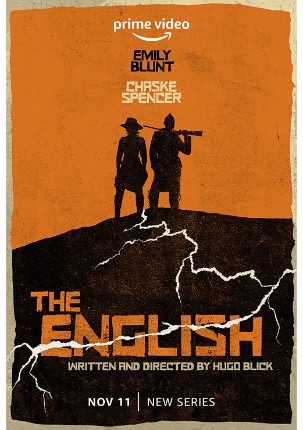 prime video
EMILY
BLUNT
CHASKE
SPENCER
THE
ENGLISH
WRITTEN AND DIRECTED BY HUGO BLICK
NOV 11 | NEW SERIES